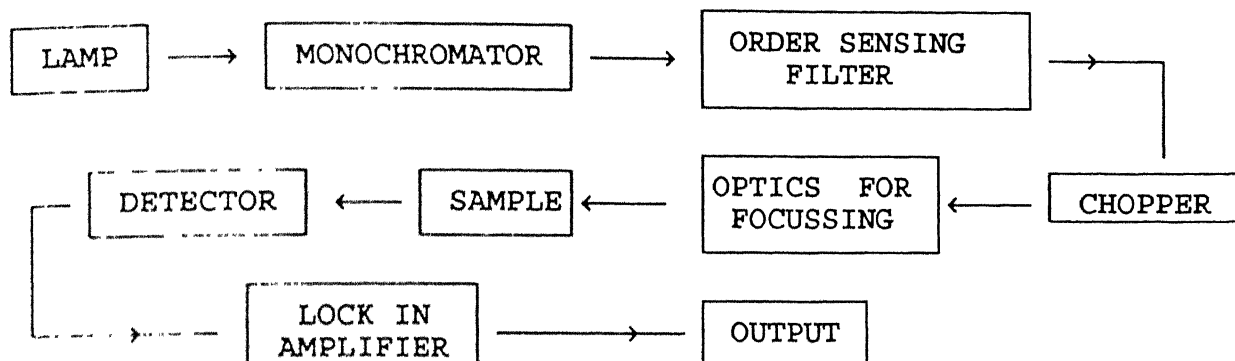 LAMP
MONOCHROMATOR
ORDER SENSING
FILTER
DETECTOR
SAMPLE
OPTICS FOR
FOCUSSING
CHOPPER
LOCK IN
AMPLIFIER
OUTPUT